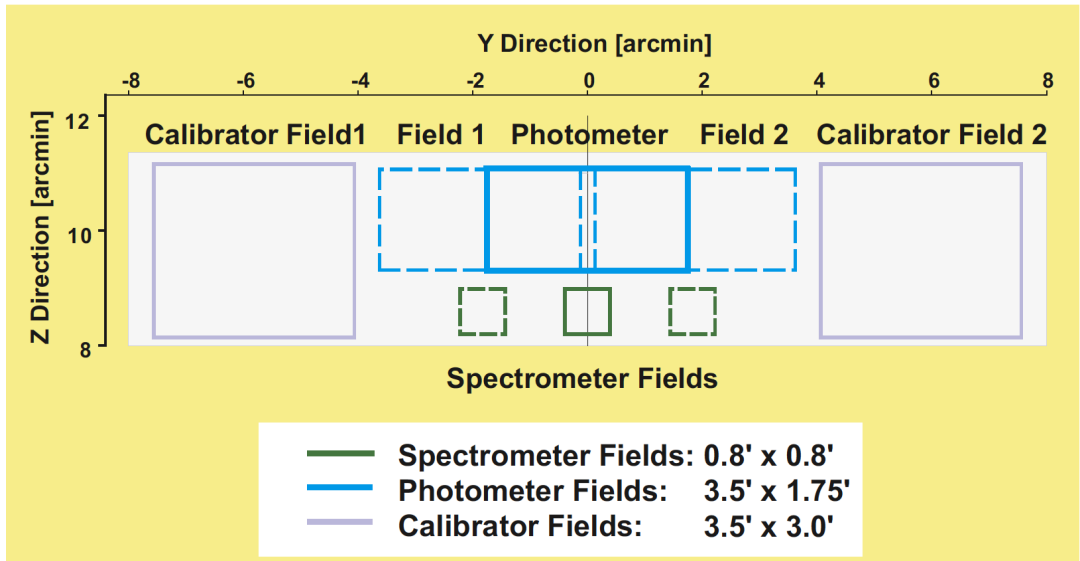 Y Direction [arcmin]
-8 -6 -4 -2 0 2 4 6 8
Z Direction [arcmin]
12
10
8
Calibrator Field1 Field 1 Photometer Field 2 Calibrator Field 2
Spectrometer Fields
Spectrometer Fields: 0.8' x 0.8'
Photometer Fields: 3.5' x 1.75'
Calibrator Fields: 3.5' x 3.0'